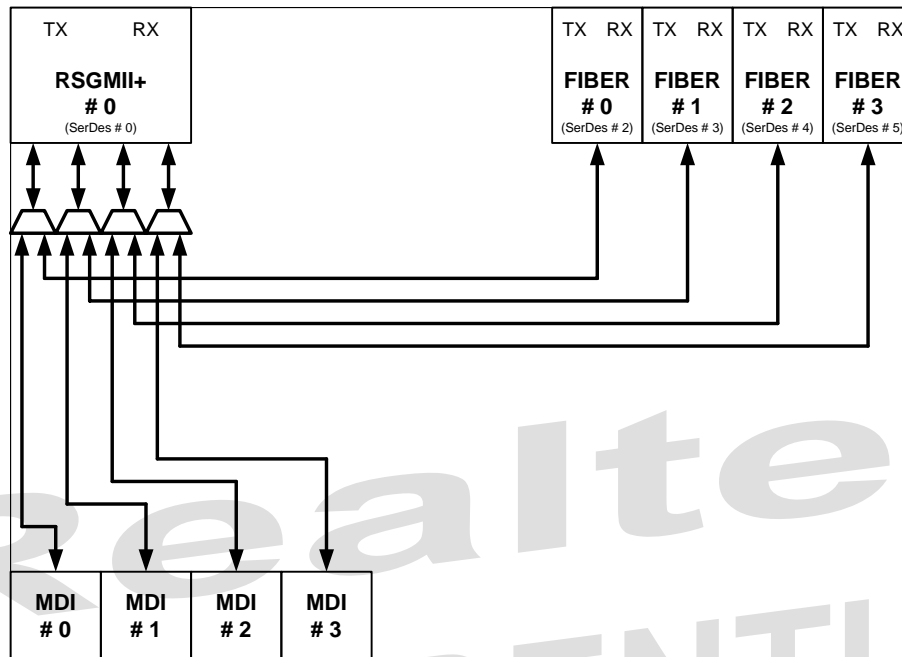 TX RX
RSGMII+
# 0
(SerDes # 0)
TX RX TX RX TX RX TX RX
FIBER FIBER FIBER FIBER
# 0 # 1 # 2 # 3
(SerDes # 2) (SerDes # 3) (SerDes # 4) (SerDes # 5)
Realte
MDI MDI MDI MDI
# 0 # 1 # 2 # 3